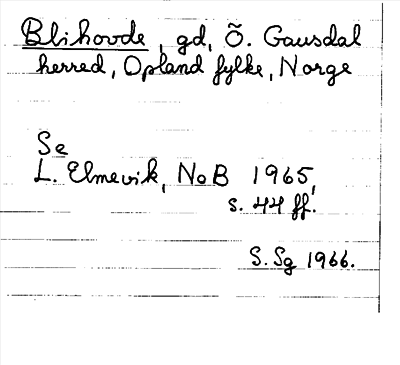 Blihovde, gd, Õ. Gausdal
herred, Opland fylke, Norge
Se
L. Elmevik, NoB 1965,
s. 44 ff.
S. Sg 1966.